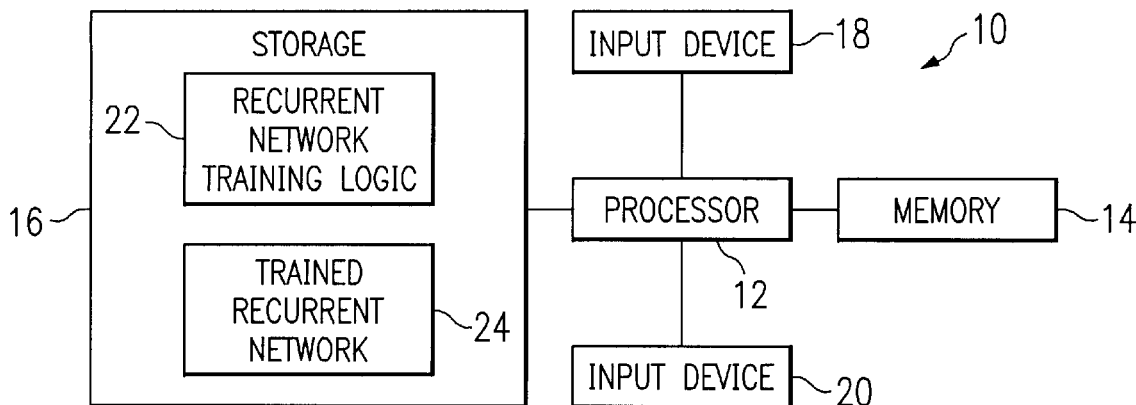 STORAGE
22
RECURRENT
NETWORK
TRAINING LOGIC
16
TRAINED
RECURRENT
NETWORK
24
INPUT DEVICE
18
10
PROCESSOR
12
MEMORY
14
INPUT DEVICE
20